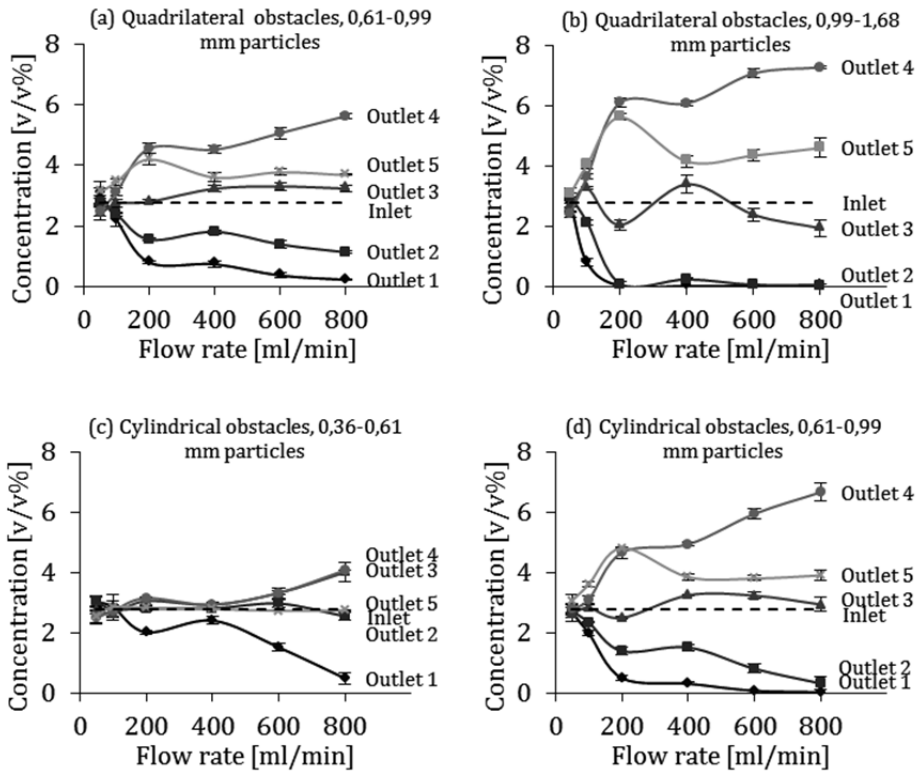 (a) Quadrilateral obstacles, 0,61-0,99
mm particles
Concentration [v/v%]
8
6
4
2
0
0 200 400 600 800
Flow rate [ml/min]
Outlet 4
Outlet 5
Outlet 3
Inlet
Outlet 2
Outlet 1
(b) Quadrilateral obstacles, 0,99-1,68
mm particles
Concentration [v/v%]
8
6
4
2
0
0 200 400 600 800
Flow rate [ml/min]
Outlet 4
Outlet 5
Inlet
Outlet 3
Outlet 2
Outlet 1
(c) Cylindrical obstacles, 0,36-0,61
mm particles
Concentration [v/v%]
8
6
4
2
0
0 200 400 600 800
Flow rate [ml/min]
Outlet 4
Outlet 3
Outlet 5
Inlet
Outlet 2
Outlet 1
(d) Cylindrical obstacles, 0,61-0,99
mm particles
Concentration [v/v%]
8
6
4
2
0
0 200 400 600 800
Flow rate [ml/min]
Outlet 4
Outlet 5
Outlet 3
Inlet
Outlet 2
Outlet 1